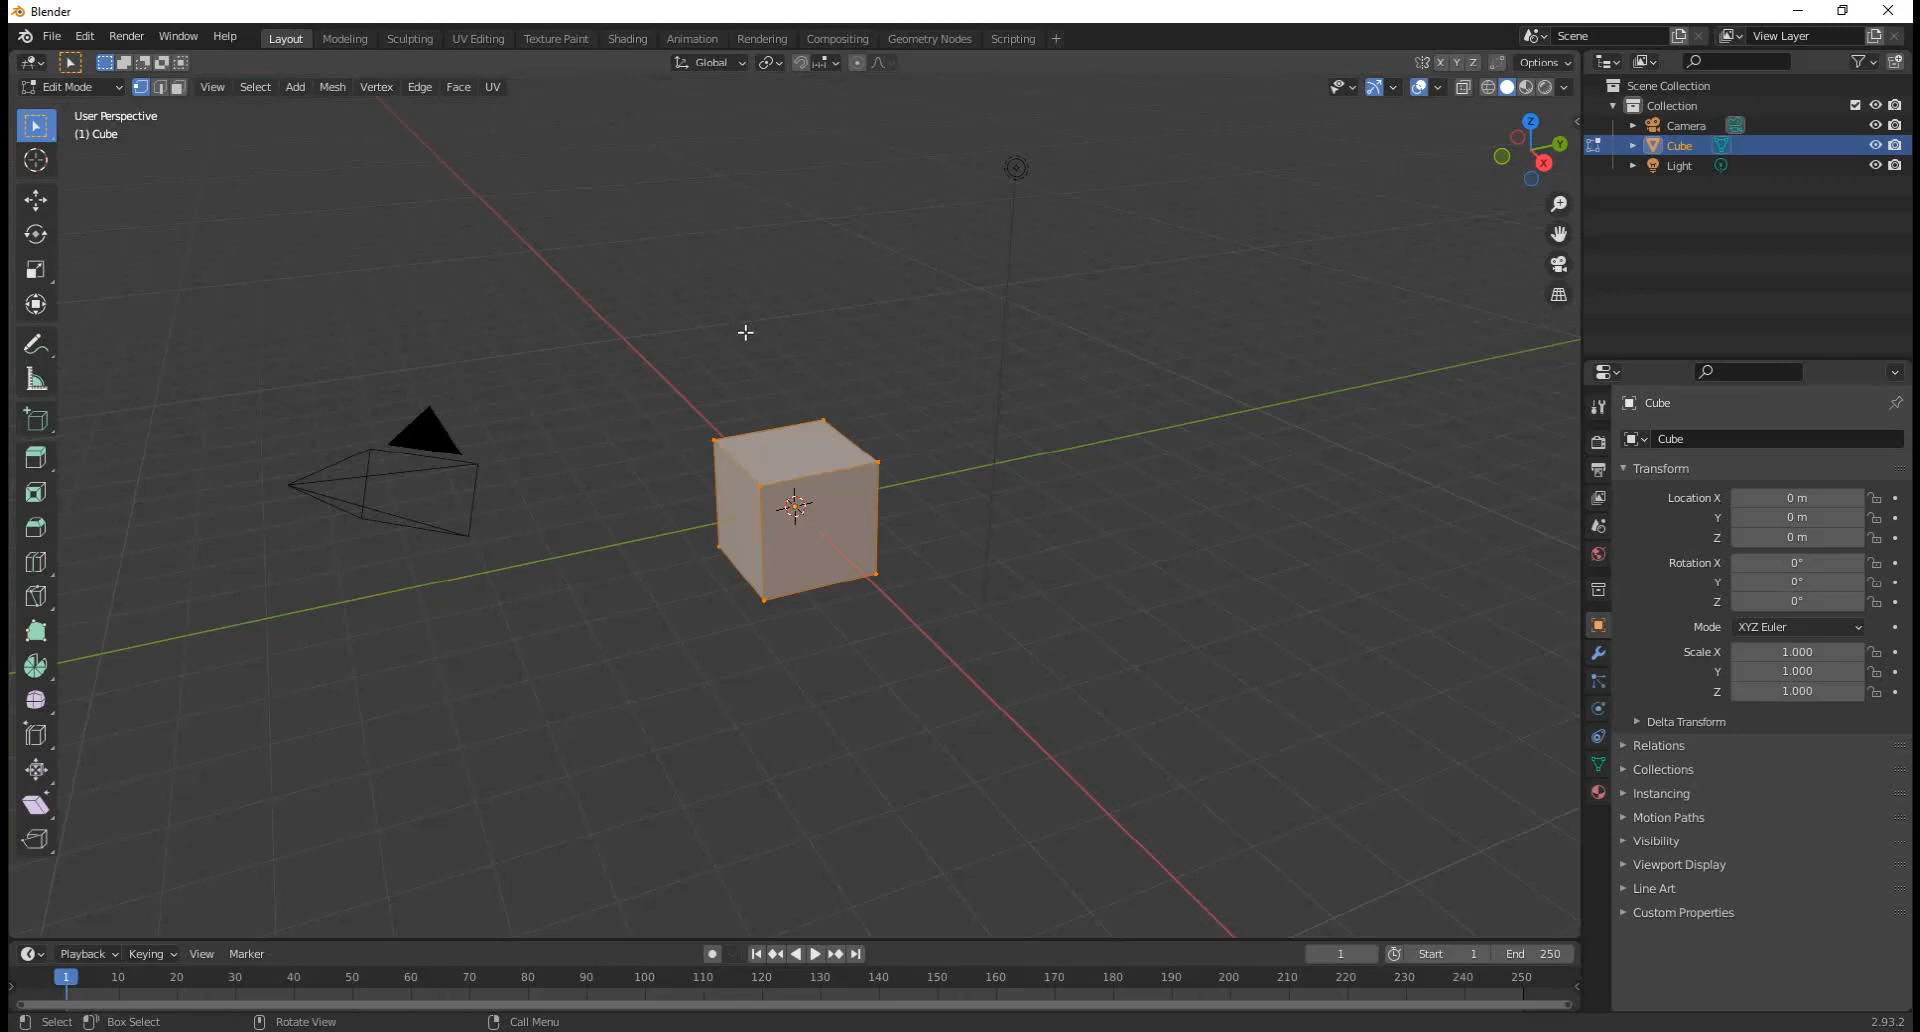 Blender
File Edit Render Window Help Layout Modeling Sculpting UV Editing Texture Paint Shading Animation Rendering Compositing Geometry Nodes Scripting + Scene View Layer
Global X Y Z Options
Edit Mode View Select Add Mesh Vertex Edge Face UV
User Perspective
(1) Cube
Z
Y
X
Scene Collection
Collection
Camera
Cube
Light
Cube
Cube
Transform
Location X 0 m
Y 0 m
Z 0 m
Rotation X 0°
Y 0°
Z 0°
Mode XYZ Euler
Scale X 1.000
Y 1.000
Z 1.000
Delta Transform
Relations
Collections
Instancing
Motion Paths
Visibility
Viewport Display
Line Art
Custom Properties
Playback Keying View Marker 1 Start 1 End 250
1 10 20 30 40 50 60 70 80 90 100 110 120 130 140 150 160 170 180 190 200 210 220 230 240 250
Select Box Select Rotate View Call Menu 2.93.2